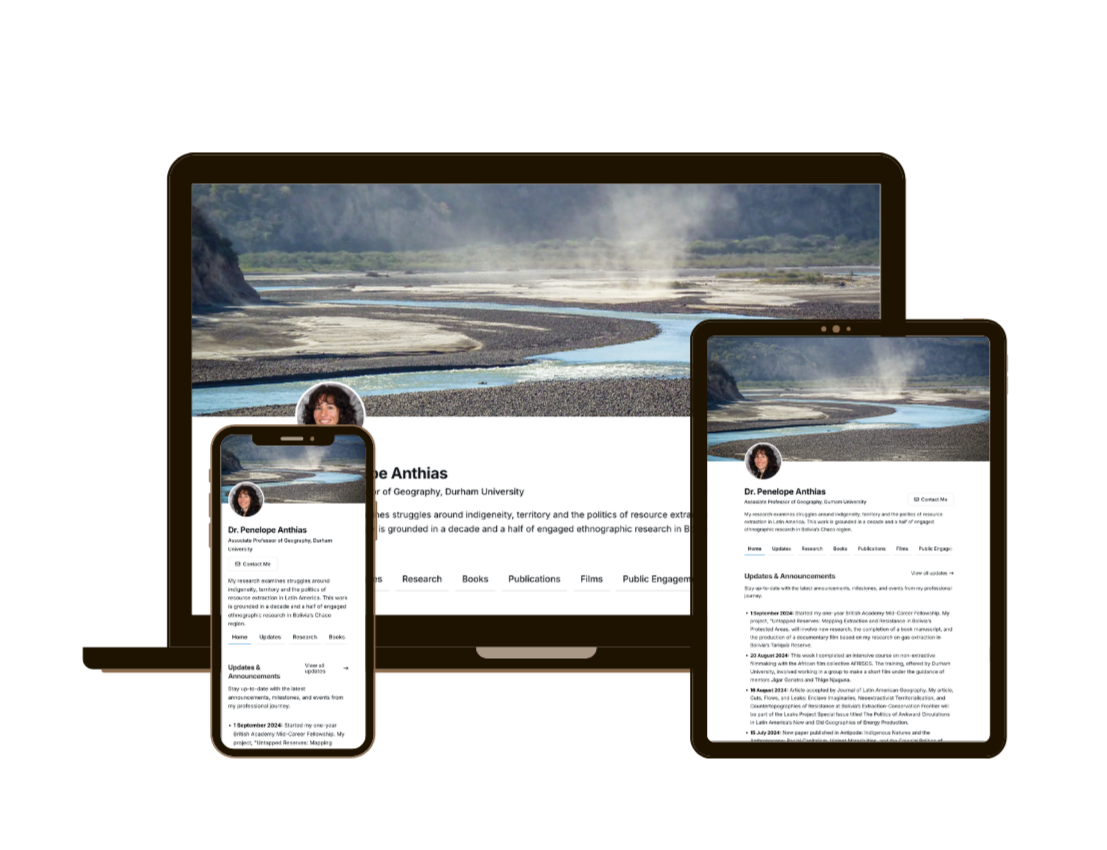 pe Anthias
r of Geography, Durham University
nes struggles around indigeneity, territory and the politics of resource extra
is grounded in a decade and a half of engaged ethnographic research in B
es Research Books Publications Films Public Engagem
Dr. Penelope Anthias
Associate Professor of Geography, Durham
University
Contact Me
My research examines struggles around
indigeneity, territory and the politics of
resource extraction in Latin America. This work
is grounded in a decade and a half of engaged
ethnographic research in Bolivia's Chaco
region.
Home Updates Research Books
Updates &
Announcements
View all
updates →
Stay up-to-date with the latest
announcements, milestones, and events from
my professional journey.
• 1 September 2024: Started my one-year
British Academy Mid-Career Fellowship. My
project, "Untapped Reserves: Mapping
Dr. Penelope Anthias
Associate Professor of Geography, Durham University
Contact Me
My research examines struggles around indigeneity, territory and the politics of resource
extraction in Latin America. This work is grounded in a decade and a half of engaged
ethnographic research in Bolivia's Chaco region.
Home Updates Research Books Publications Films Public Engage
Updates & Announcements
View all updates →
Stay up-to-date with the latest announcements, milestones, and events from my professional
journey.
• 1 September 2024: Started my one-year British Academy Mid-Career Fellowship. My
project, "Untapped Reserves: Mapping Extraction and Resistance in Bolivia's
Protected Areas, will involve new research, the completion of a book manuscript, and
the production of a documentary film based on my research on gas extraction in
Bolivia's Tariquía Reserve.
• 23 August 2024: This week I completed an intensive course on non-extractive
filmmaking with the African film collective AFREEDS. The training, offered by Durham
University, involved working in a group to make a short film under the guidance of
mentors Jigar Ganatra and Thiga Njuguna.
• 19 August 2024: Article accepted by Journal of Latin American Geography. My article,
Cuts, Flows, and Leaks: Enclave Imaginaries, Neoextractivist Territorialization, and
Countertopographies of Resistance at Bolivia's Extraction-Conservation Frontier will
be part of the Leaks Project Special Issue titled The Politics of Awkward Circulations
in Latin America's New and Old Geographies of Energy Production.
• 15 July 2024: New paper published in Antipode: Indigenous Natures and the